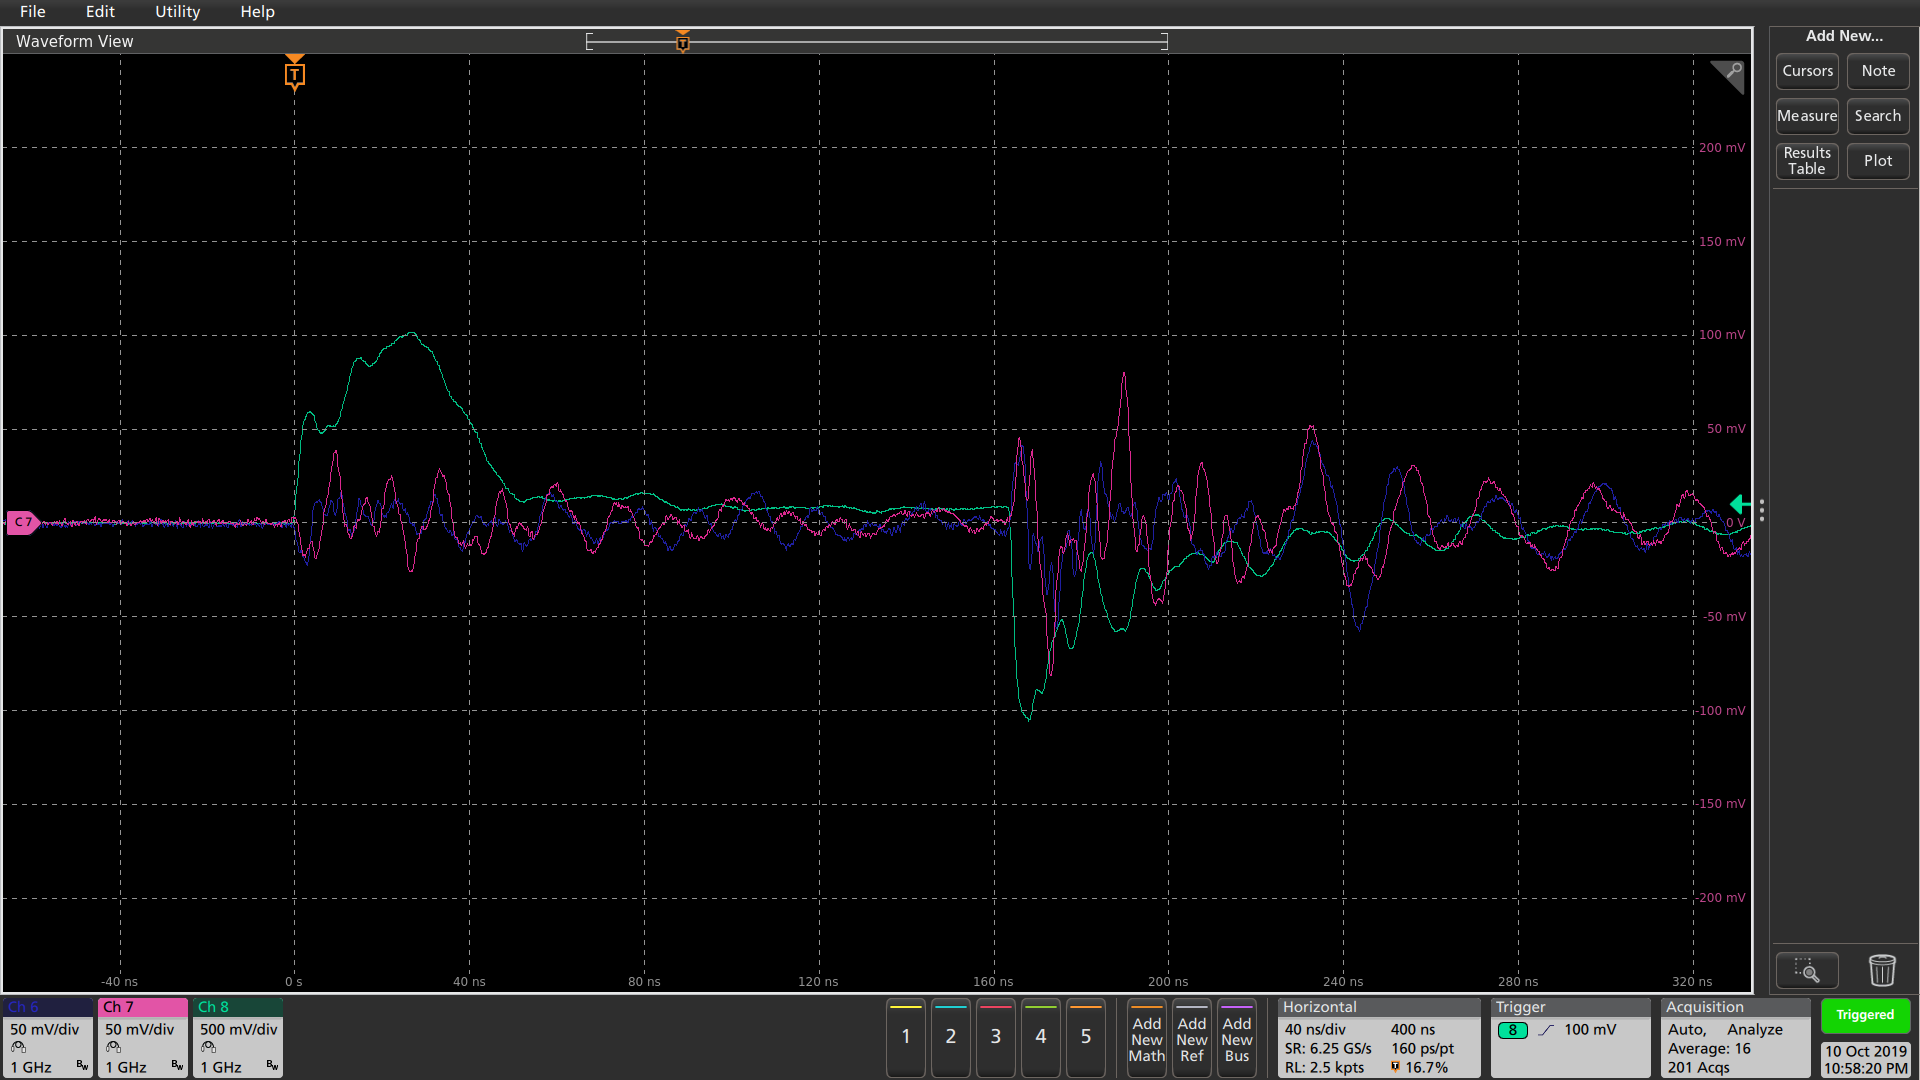 File Edit Utility Help
Waveform View
T
T
Add New...
Cursors Note
Measure Search
Results Table Plot
200 mV
150 mV
100 mV
50 mV
C 7
0 V
-50 mV
-100 mV
-150 mV
-200 mV
-40 ns 0 s 40 ns 80 ns 120 ns 160 ns 200 ns 240 ns 280 ns 320 ns
Ch 6
50 mV/div
1 GHz BW
Ch 7
50 mV/div
1 GHz BW
Ch 8
500 mV/div
1 GHz BW
1 2 3 4 5
Add New Math
Add New Ref
Add New Bus
Horizontal
40 ns/div 400 ns
SR: 6.25 GS/s 160 ps/pt
RL: 2.5 kpts T 16.7%
Trigger
8 100 mV
Acquisition
Auto, Analyze
Average: 16
201 Acqs
Triggered
10 Oct 2019
10:58:20 PM